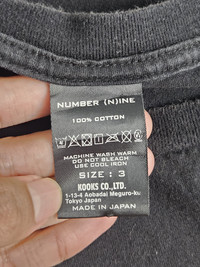 NUMBER (N)INE
100% COTTON
MACHINE WASH WARM
DO NOT BLEACH
USE COOL IRON
SIZE : 3
KOOKS CO.,LTD.
1-13-4 Aobadai Meguro-ku
Tokyo Japan
MADE IN JAPAN